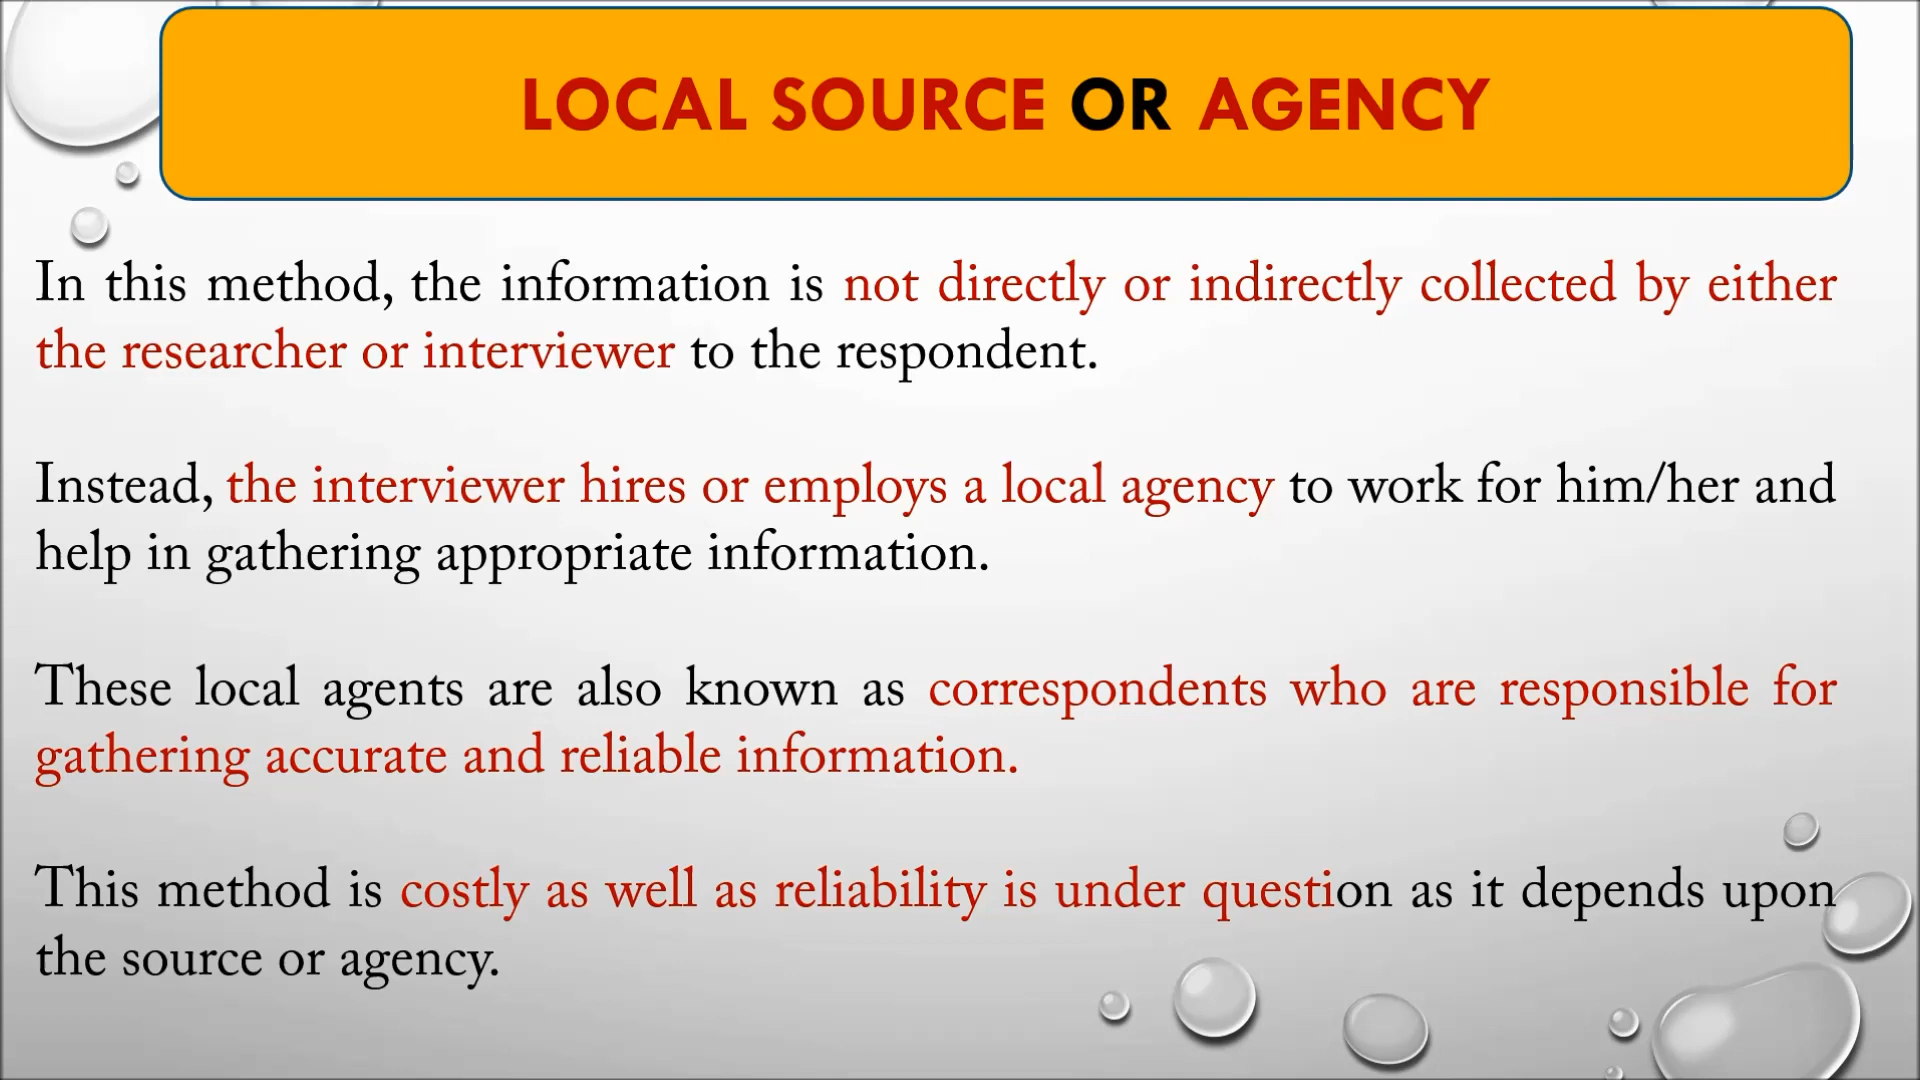 LOCAL SOURCE OR AGENCY
In this method, the information is not directly or indirectly collected by either
the researcher or interviewer to the respondent.
Instead, the interviewer hires or employs a local agency to work for him/her and
help in gathering appropriate information.
These local agents are also known as correspondents who are responsible for
gathering accurate and reliable information.
This method is costly as well as reliability is under question as it depends upon
the source or agency.